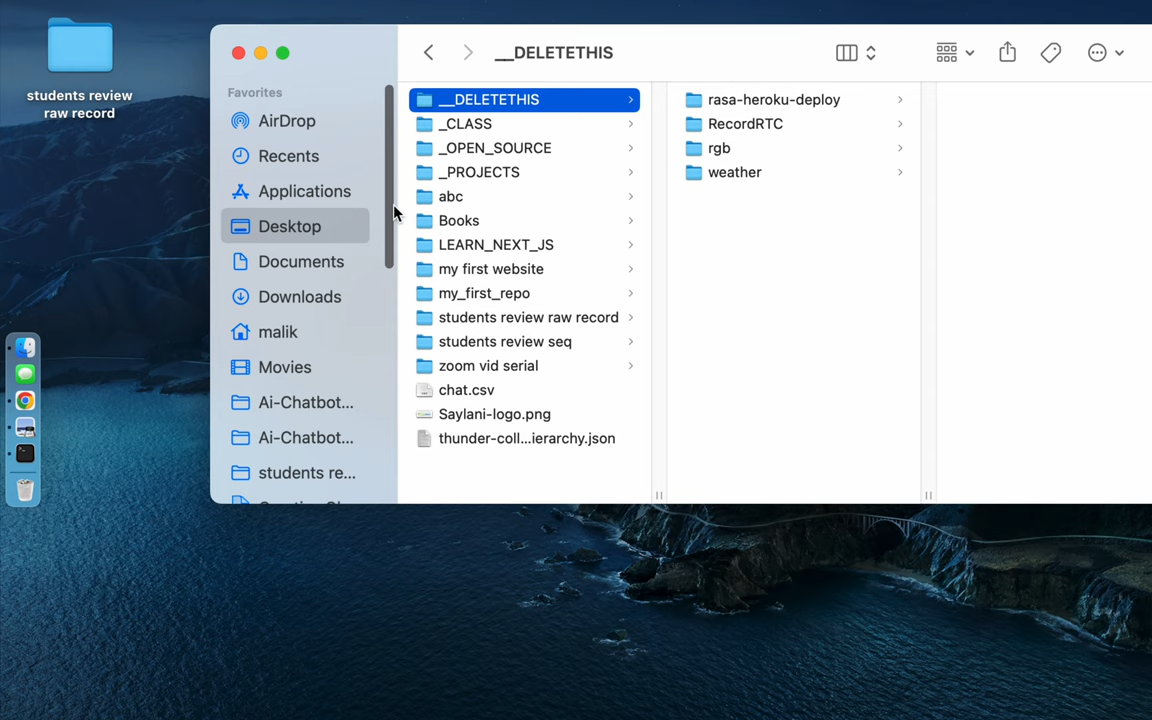 students review
raw record
__DELETETHIS
Favorites
AirDrop
Recents
Applications
Desktop
Documents
Downloads
malik
Movies
Ai-Chatbot...
Ai-Chatbot...
students re...
__DELETETHIS
_CLASS
_OPEN_SOURCE
_PROJECTS
abc
Books
LEARN_NEXT_JS
my first website
my_first_repo
students review raw record
students review seq
zoom vid serial
chat.csv
Saylani-logo.png
thunder-coll...ierarchy.json
rasa-heroku-deploy
RecordRTC
rgb
weather